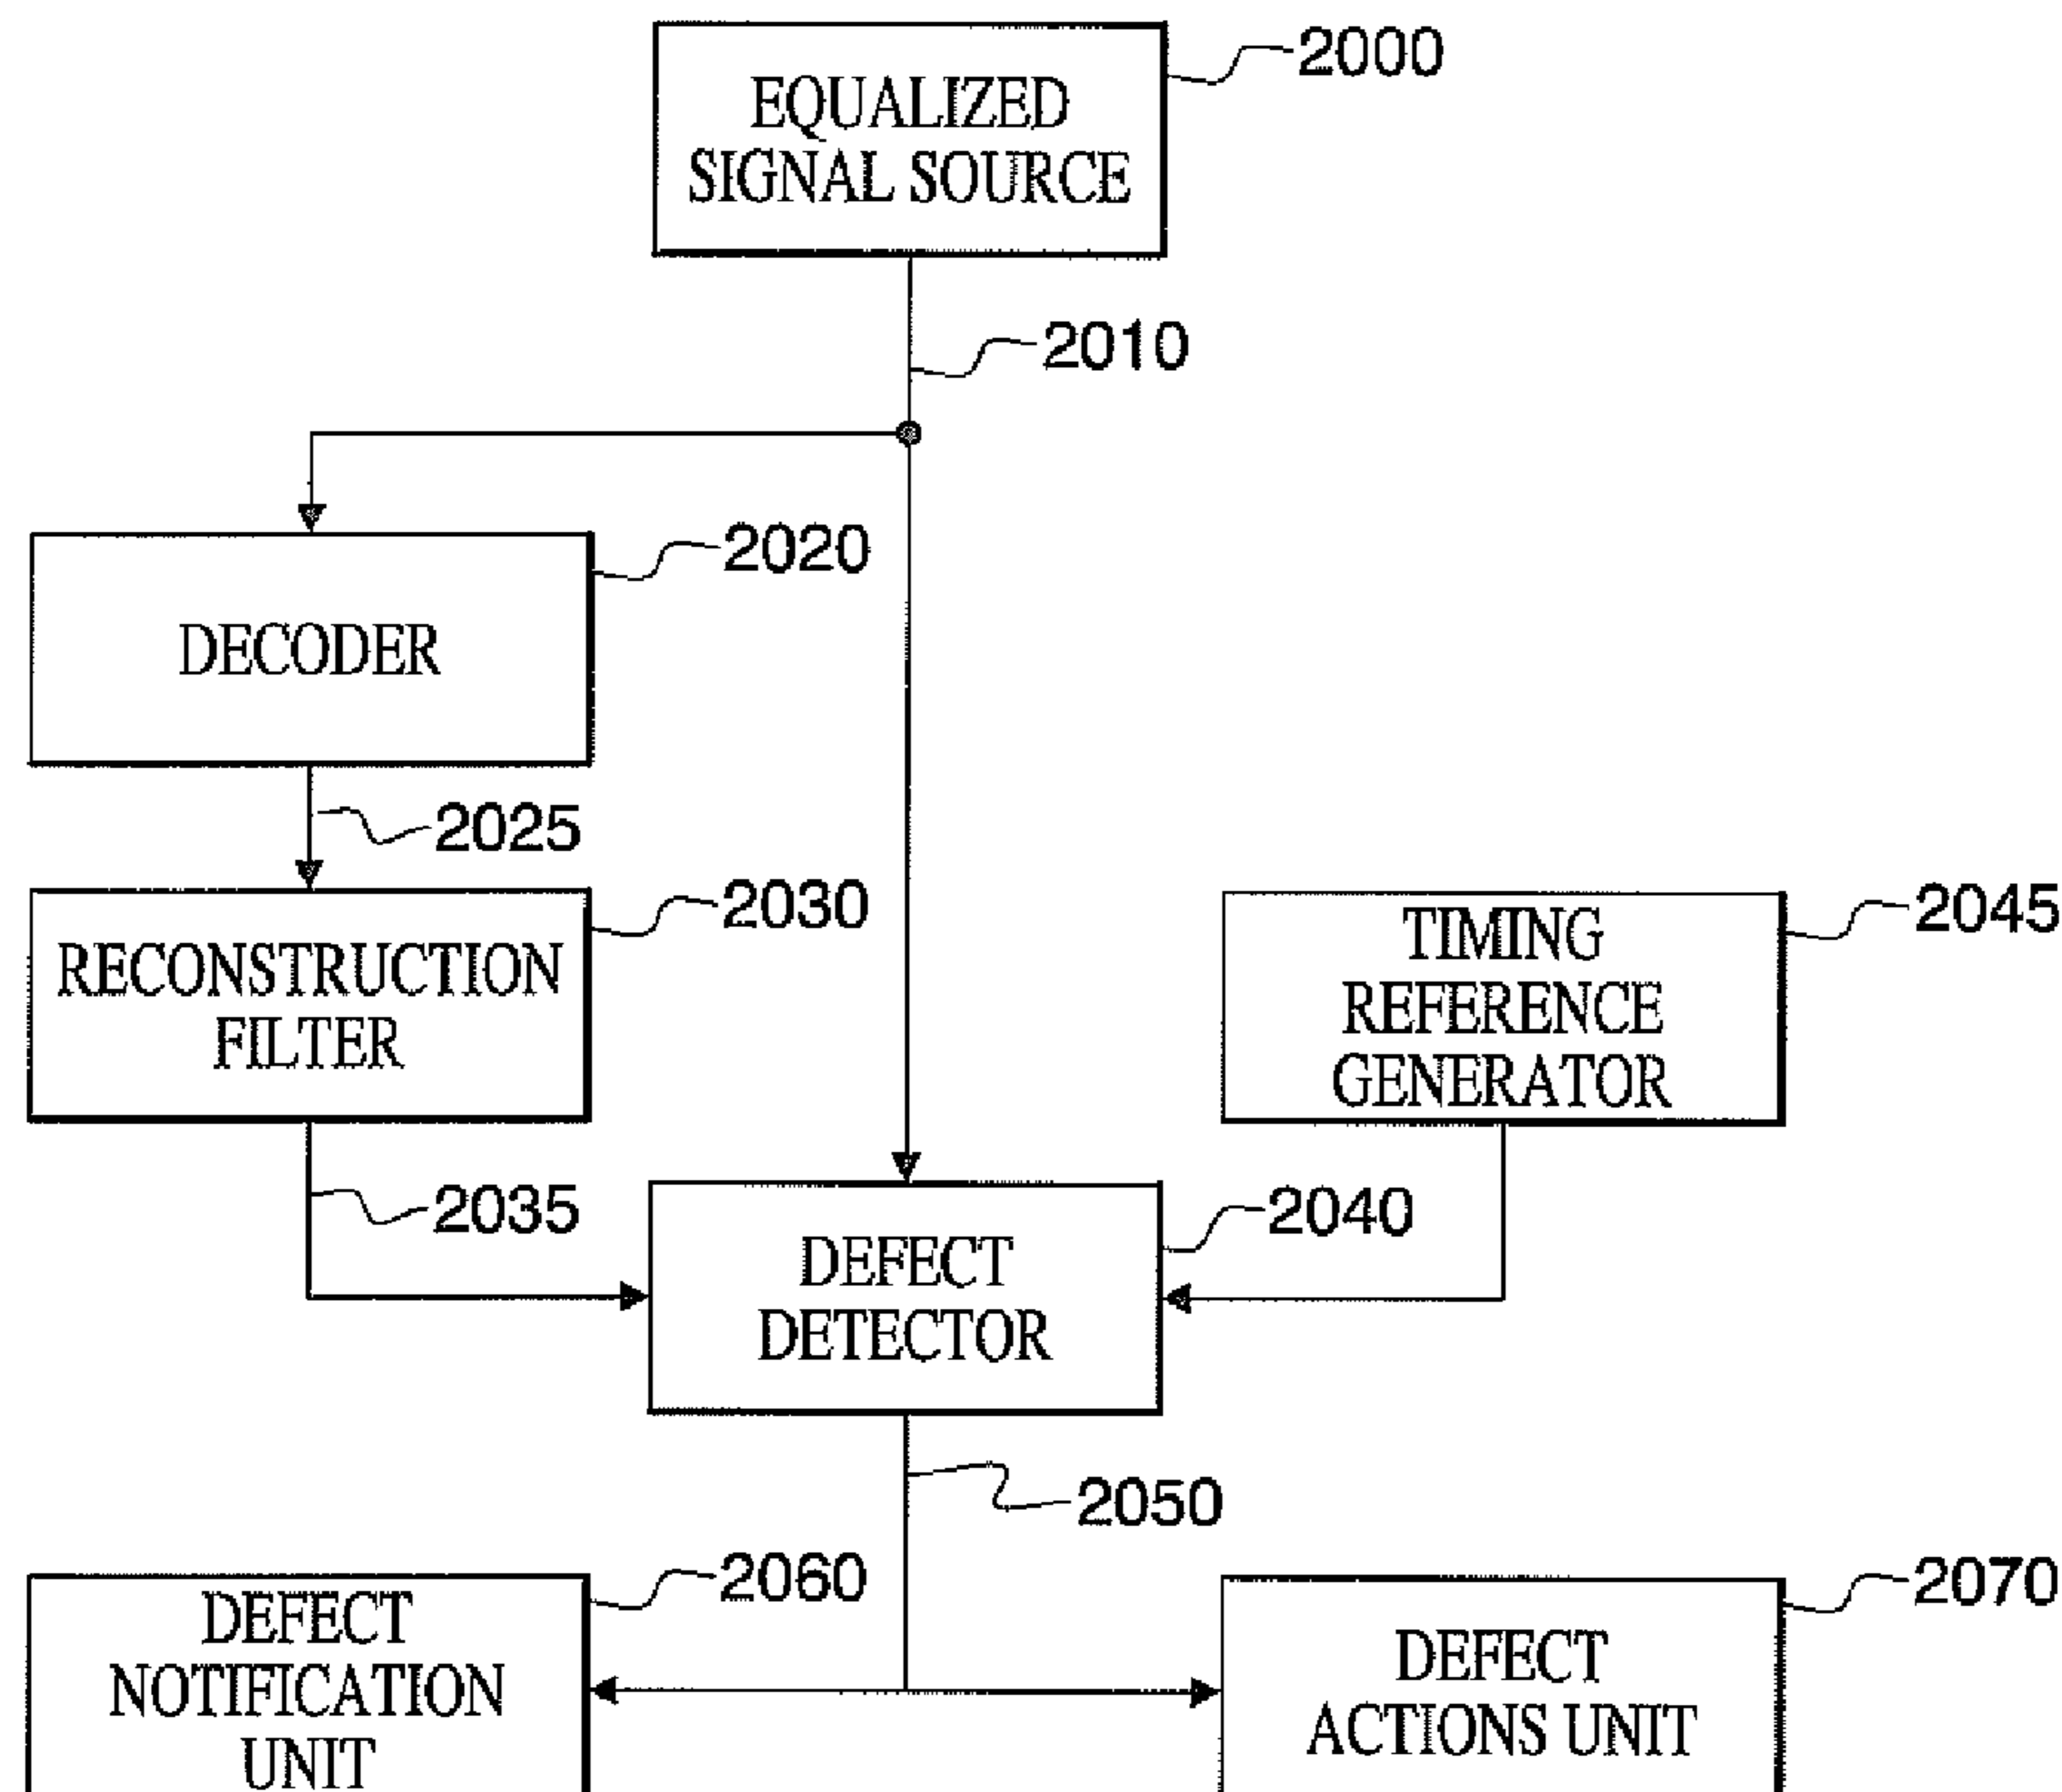 EQUALIZED
SIGNAL SOURCE
2000
2010
2020
DECODER
2025
2030
RECONSTRUCTION
FILTER
2045
TIMING
REFERENCE
GENERATOR
2035
2040
DEFECT
DETECTOR
2050
2060
DEFECT
NOTIFICATION
UNIT
2070
DEFECT
ACTIONS UNIT